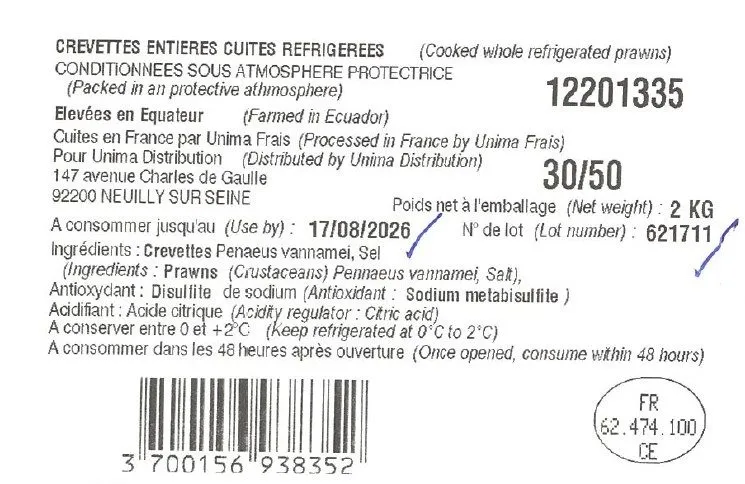 CREVETTES ENTIERES CUITES REFRIGEREES (Cooked whole refrigerated prawns)
CONDITIONNEES SOUS ATMOSPHERE PROTECTRICE
(Packed in an protective athmosphere)
12201335
Elevées en Equateur (Farmed in Ecuador)
Cuites en France par Unima Frais (Processed in France by Unima Frais)
Pour Unima Distribution (Distributed by Unima Distribution)
30/50
147 avenue Charles de Gaulle
92200 NEUILLY SUR SEINE
Poids net à l'emballage (Net weight) : 2 KG
A consommer jusqu'au (Use by) : 17/08/2026 N° de lot (Lot number) : 621711
Ingrédients : Crevettes Penaeus vannamei, Sel
(Ingredients : Prawns (Crustaceans) Pennaeus vannamei, Salt),
Antioxydant : Disulfite de sodium (Antioxidant : Sodium metabisulfite )
Acidifiant : Acide citrique (Acidity regulator : Citric acid)
A conserver entre 0 et +2°C (Keep refrigerated at 0°C to 2°C)
A consommer dans les 48 heures après ouverture (Once opened, consume within 48 hours)
3 700156 938352
FR
62.474.100
CE